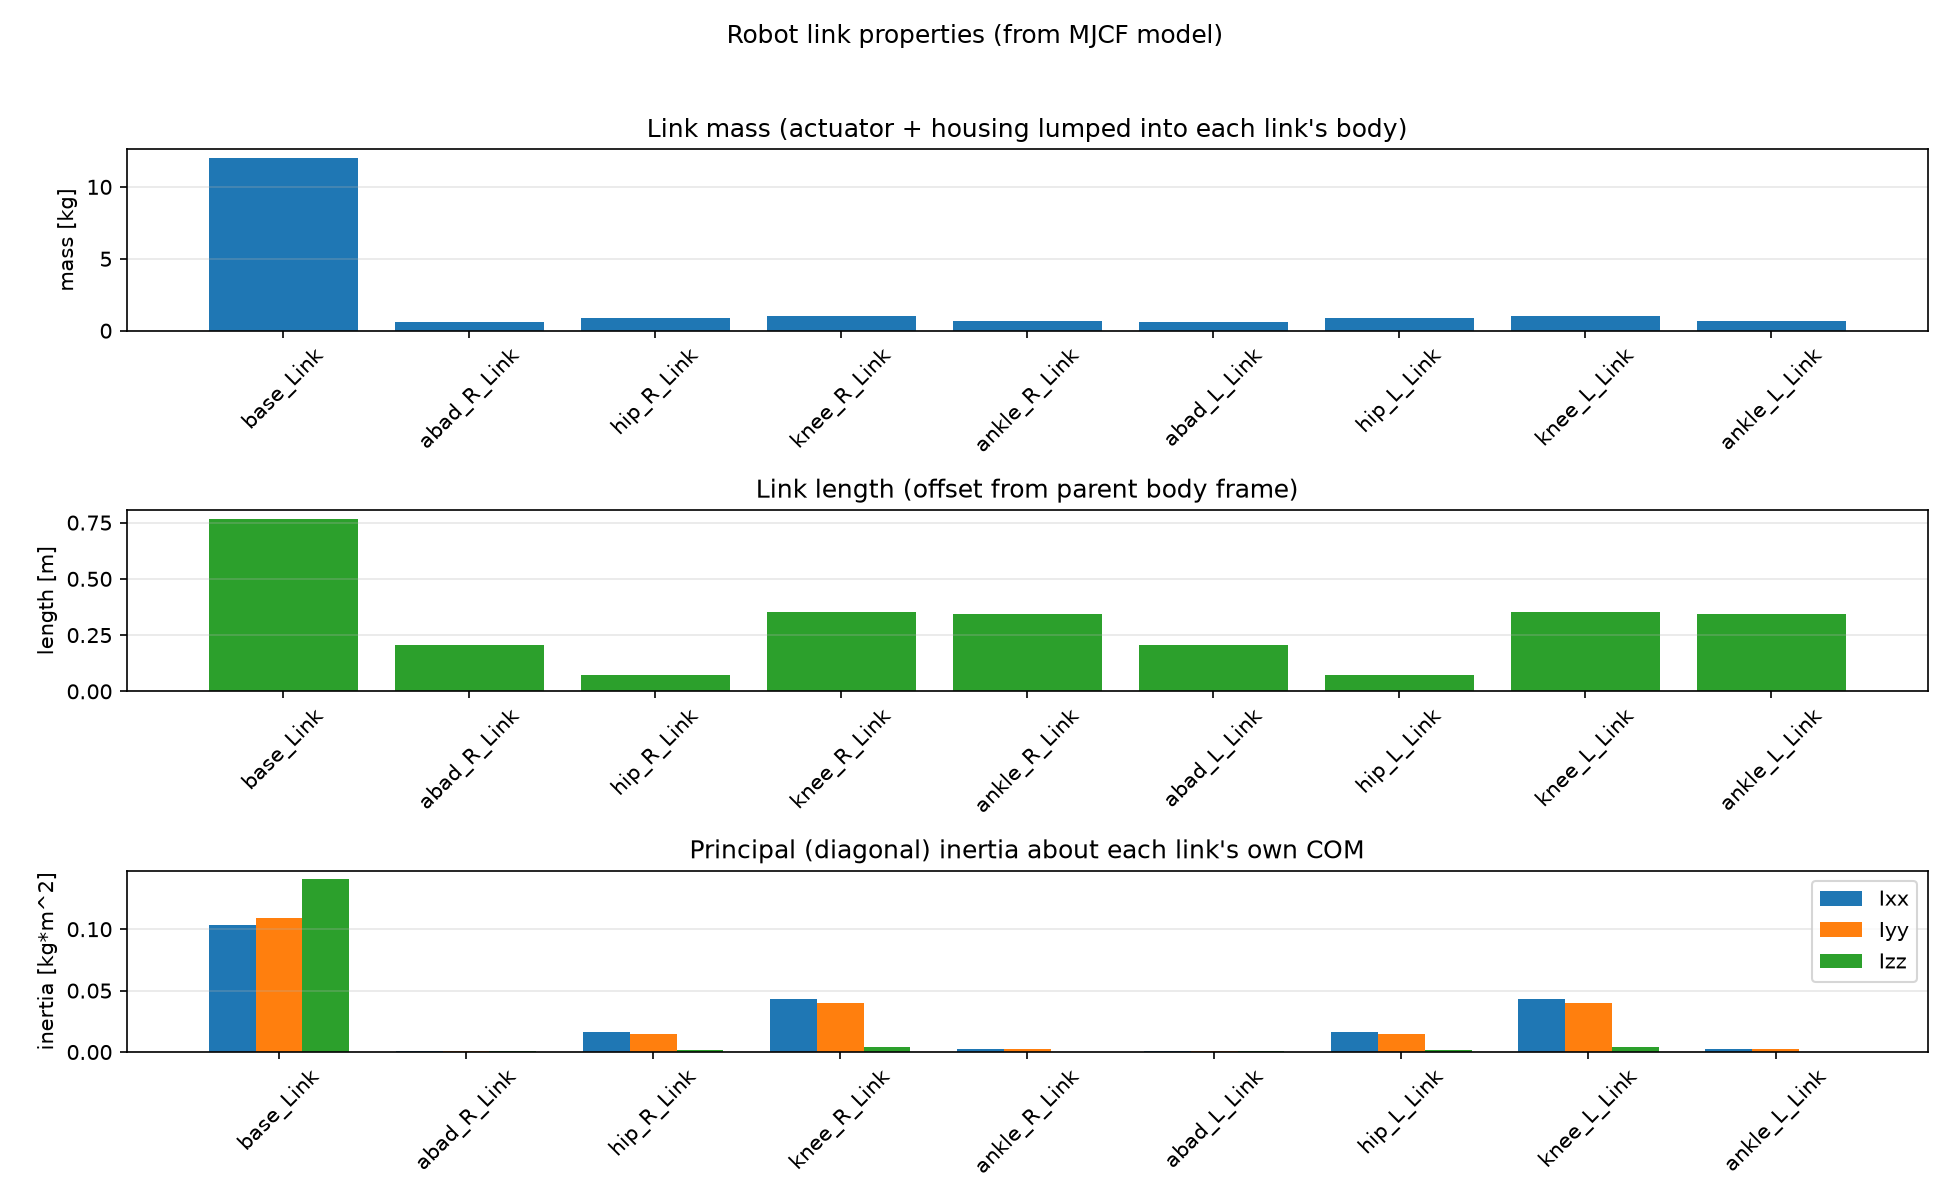 Robot link properties (from MJCF model)
Link mass (actuator + housing lumped into each link's body)
mass [kg]
10
5
0
base_Link
abad_R_Link
hip_R_Link
knee_R_Link
ankle_R_Link
abad_L_Link
hip_L_Link
knee_L_Link
ankle_L_Link
Link length (offset from parent body frame)
length [m]
0.75
0.50
0.25
0.00
base_Link
abad_R_Link
hip_R_Link
knee_R_Link
ankle_R_Link
abad_L_Link
hip_L_Link
knee_L_Link
ankle_L_Link
Principal (diagonal) inertia about each link's own COM
inertia [kg*m^2]
0.10
0.05
0.00
Ixx
Iyy
Izz
base_Link
abad_R_Link
hip_R_Link
knee_R_Link
ankle_R_Link
abad_L_Link
hip_L_Link
knee_L_Link
ankle_L_Link